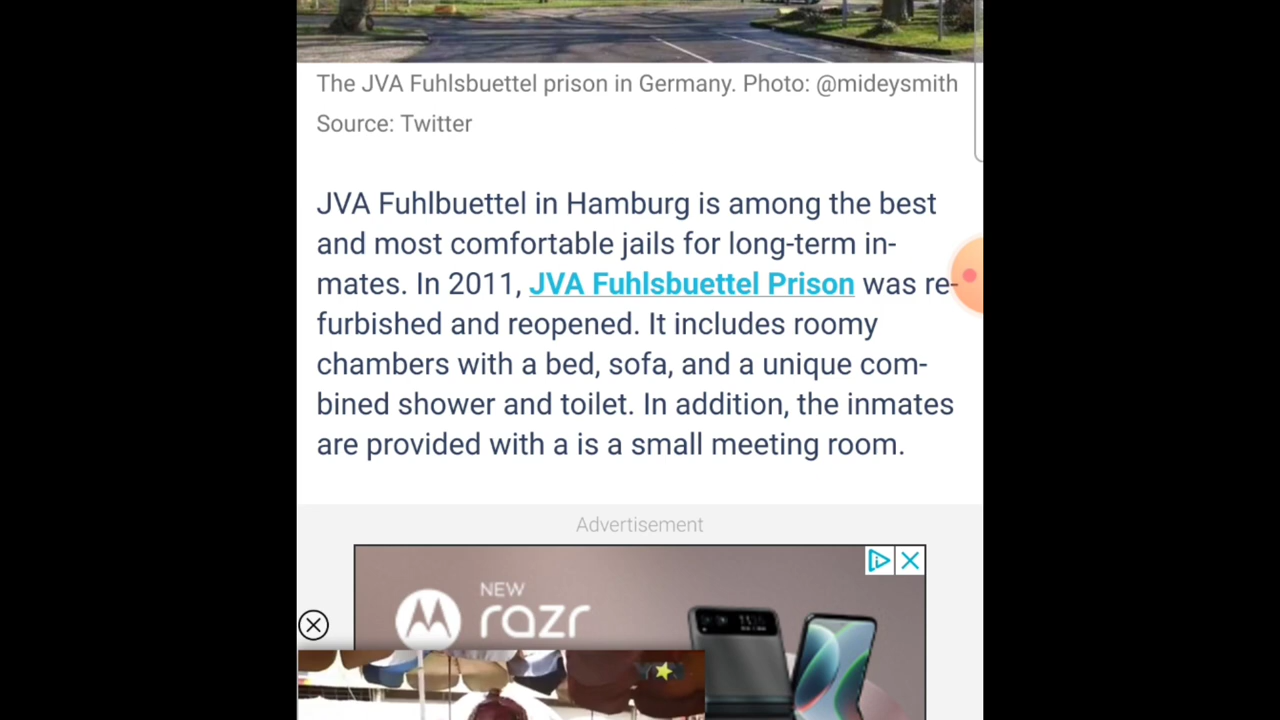 The JVA Fuhlsbuettel prison in Germany. Photo: @mideysmith
Source: Twitter
JVA Fuhlbuettel in Hamburg is among the best
and most comfortable jails for long-term in-
mates. In 2011, JVA Fuhlsbuettel Prison was re-
furbished and reopened. It includes roomy
chambers with a bed, sofa, and a unique com-
bined shower and toilet. In addition, the inmates
are provided with a is a small meeting room.
Advertisement
NEW
razr